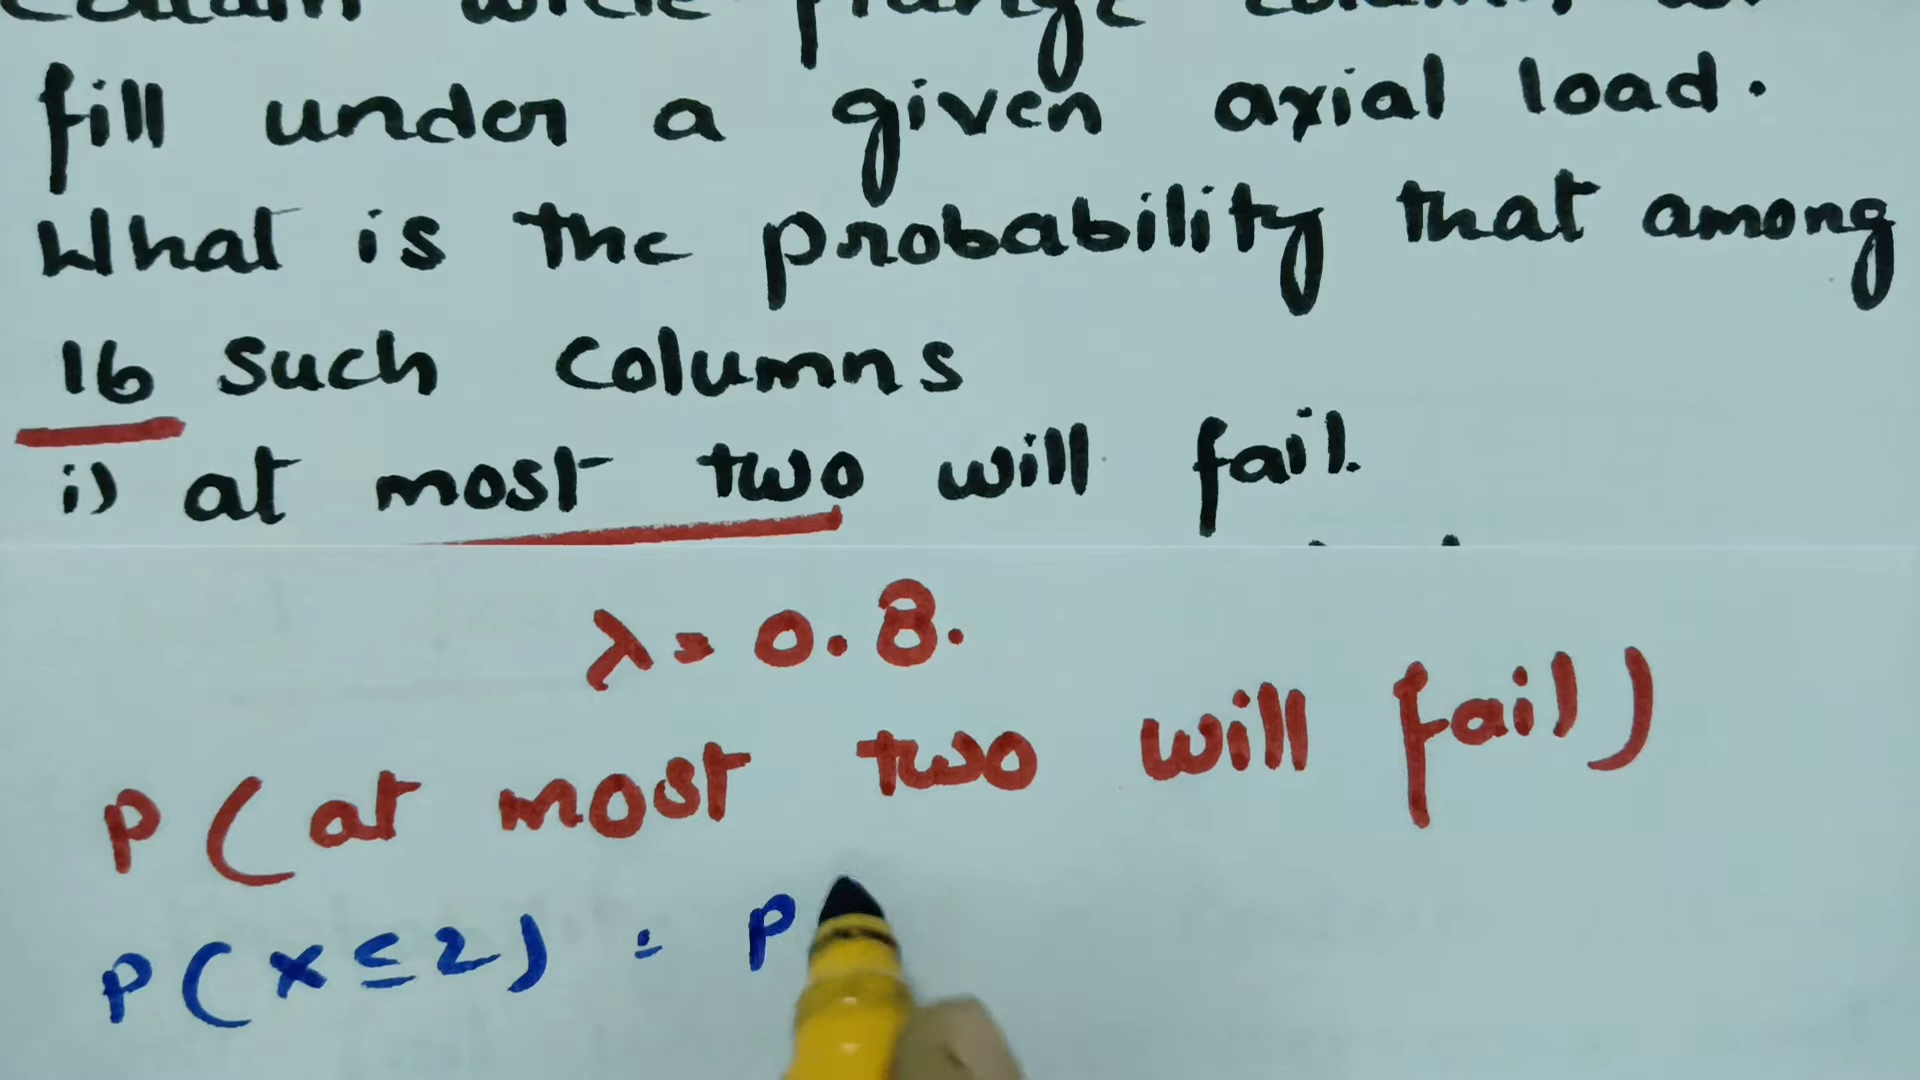 fill under a given axial load.
What is the probability that among
16 such columns
i) at most two will fail.
λ = 0.8.
P (at most two will fail)
P(x ≤ 2) = P